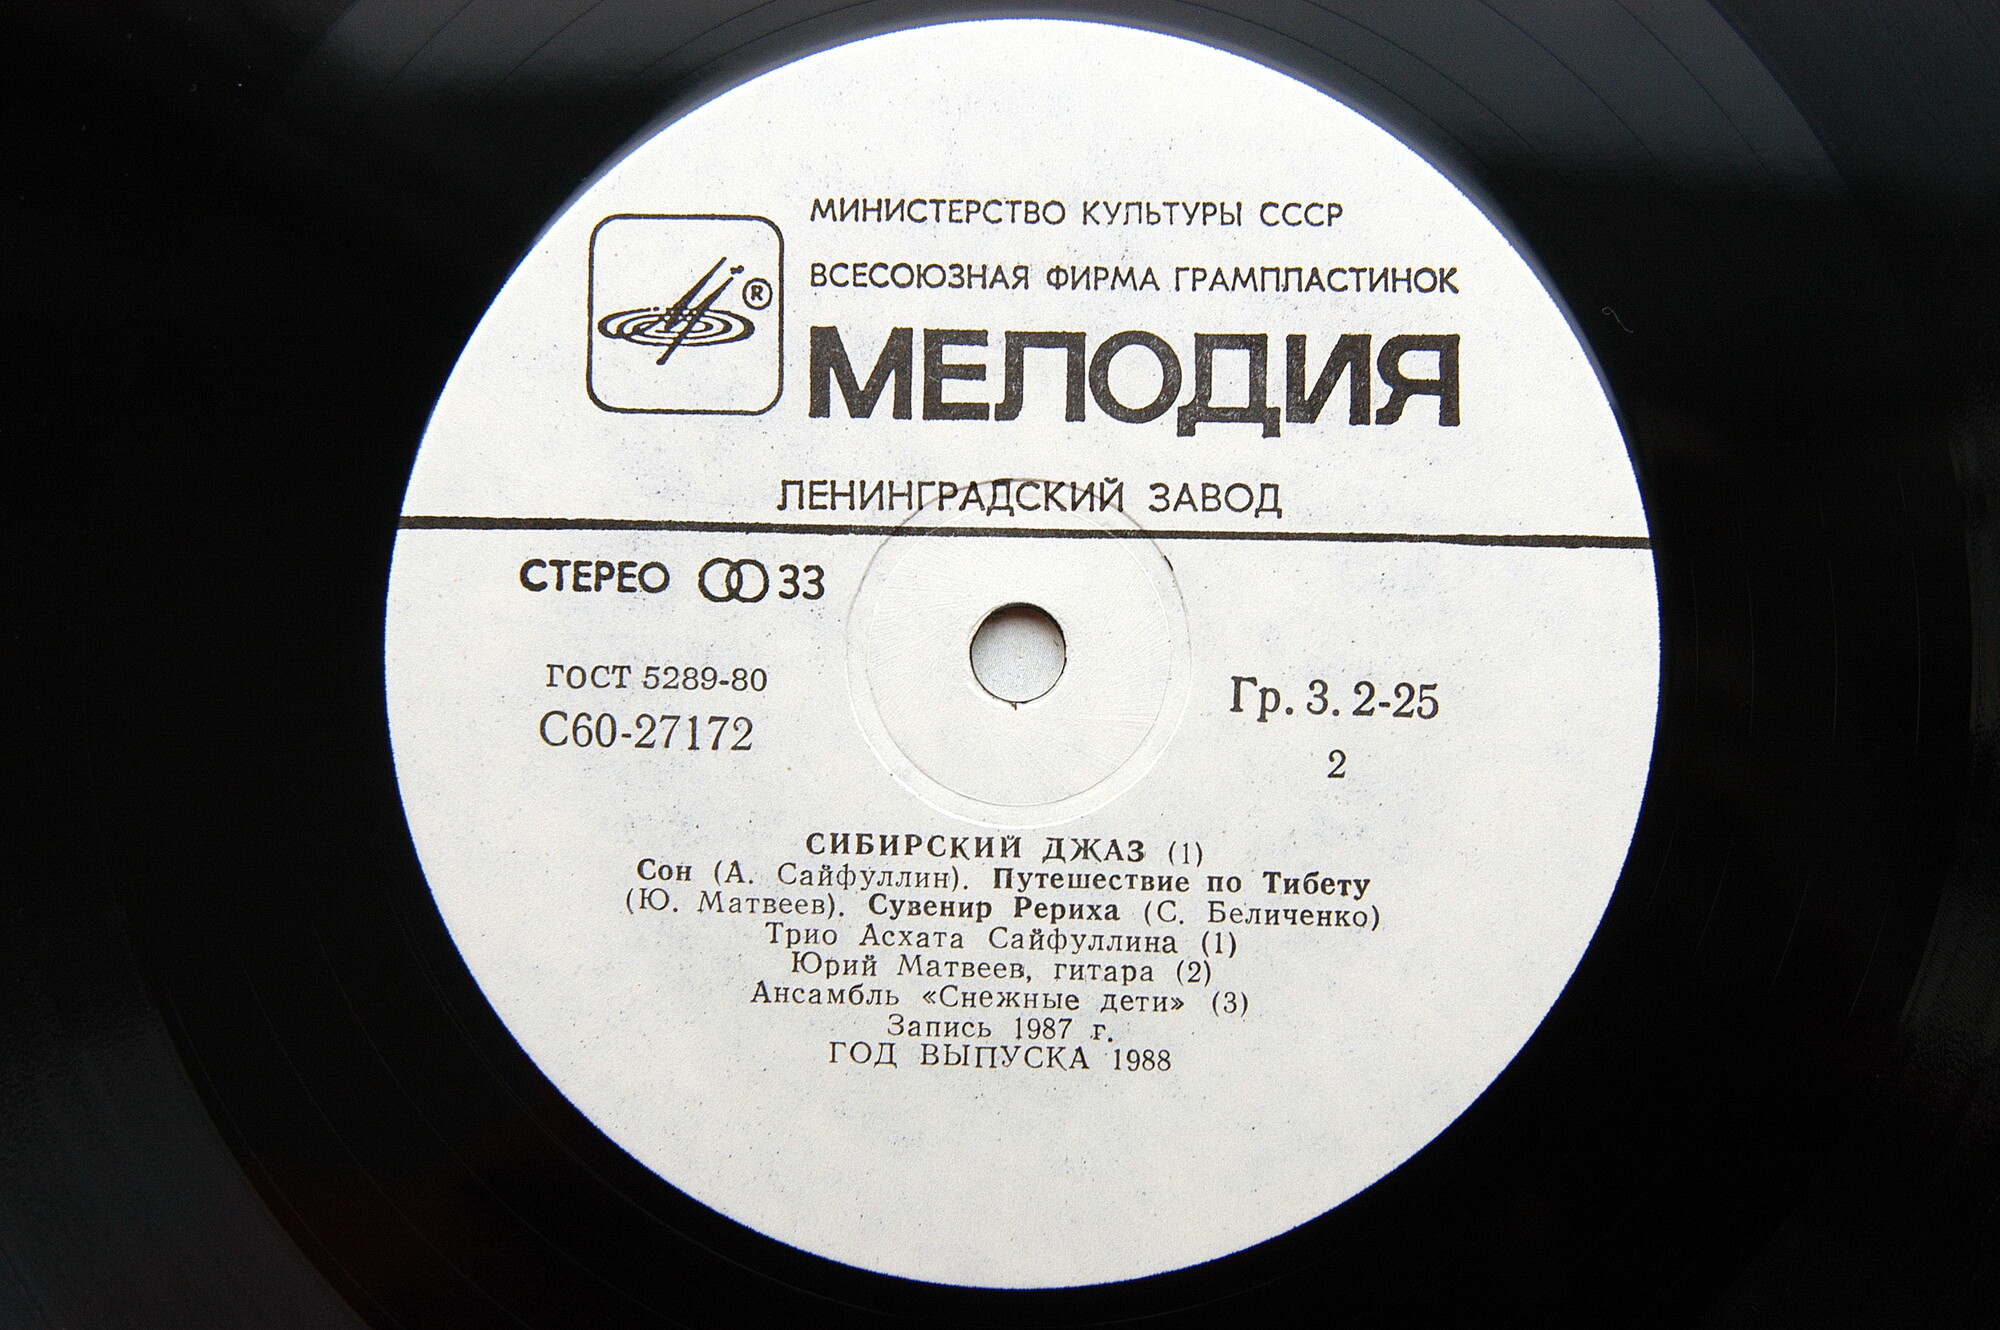 МИНИСТЕРСТВО КУЛЬТУРЫ СССР
ВСЕСОЮЗНАЯ ФИРМА ГРАМПЛАСТИНОК
®
МЕЛОДИЯ
ЛЕНИНГРАДСКИЙ ЗАВОД
СТЕРЕО 33
ГОСТ 5289-80
С60-27172
Гр. 3. 2-25
2
СИБИРСКИЙ ДЖАЗ (1)
Сон (А. Сайфуллин). Путешествие по Тибету
(Ю. Матвеев). Сувенир Рериха (С. Беличенко)
Трио Асхата Сайфуллина (1)
Юрий Матвеев, гитара (2)
Ансамбль «Снежные дети» (3)
Запись 1987 г.
ГОД ВЫПУСКА 1988